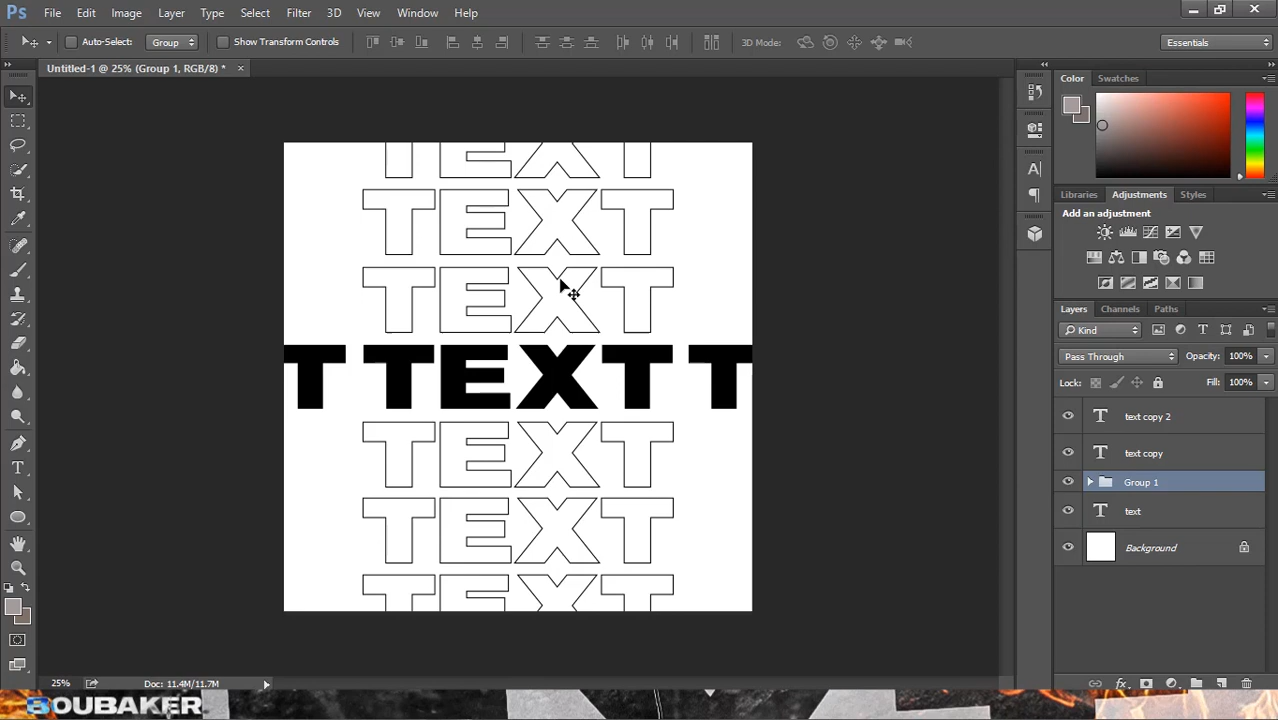 Ps File Edit Image Layer Type Select Filter 3D View Window Help
Auto-Select: Group Show Transform Controls 3D Mode: Essentials
Untitled-1 @ 25% (Group 1, RGB/8) * ×
Color Swatches
TEXT
TEXT
TEXT
T TEXT T
TEXT
TEXT
TEXT
Libraries Adjustments Styles
Add an adjustment
Layers Channels Paths
Kind
Pass Through Opacity: 100%
Lock: Fill: 100%
text copy 2
text copy
Group 1
text
Background
25% Doc: 11.4M/11.7M
BOUBAKER